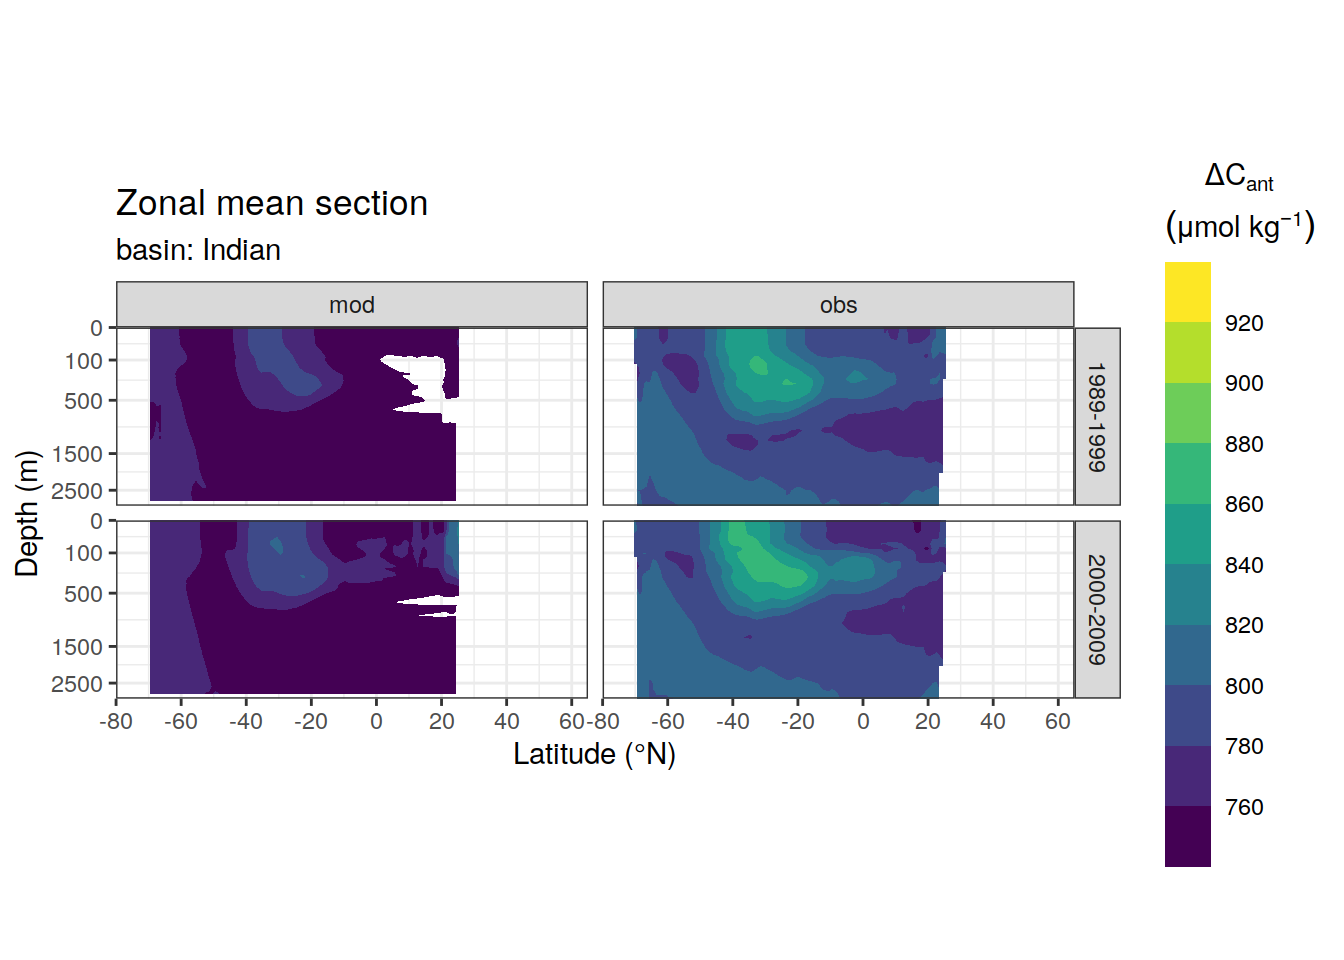 Zonal mean section
basin: Indian
mod
obs
0
100
500
1500
2500
1989-1999
0
100
500
1500
2500
2000-2009
-80 -60 -40 -20 0 20 40 60
-80 -60 -40 -20 0 20 40 60
Latitude (°N)
Depth (m)
ΔCant
(μmol kg⁻¹)
920
900
880
860
840
820
800
780
760